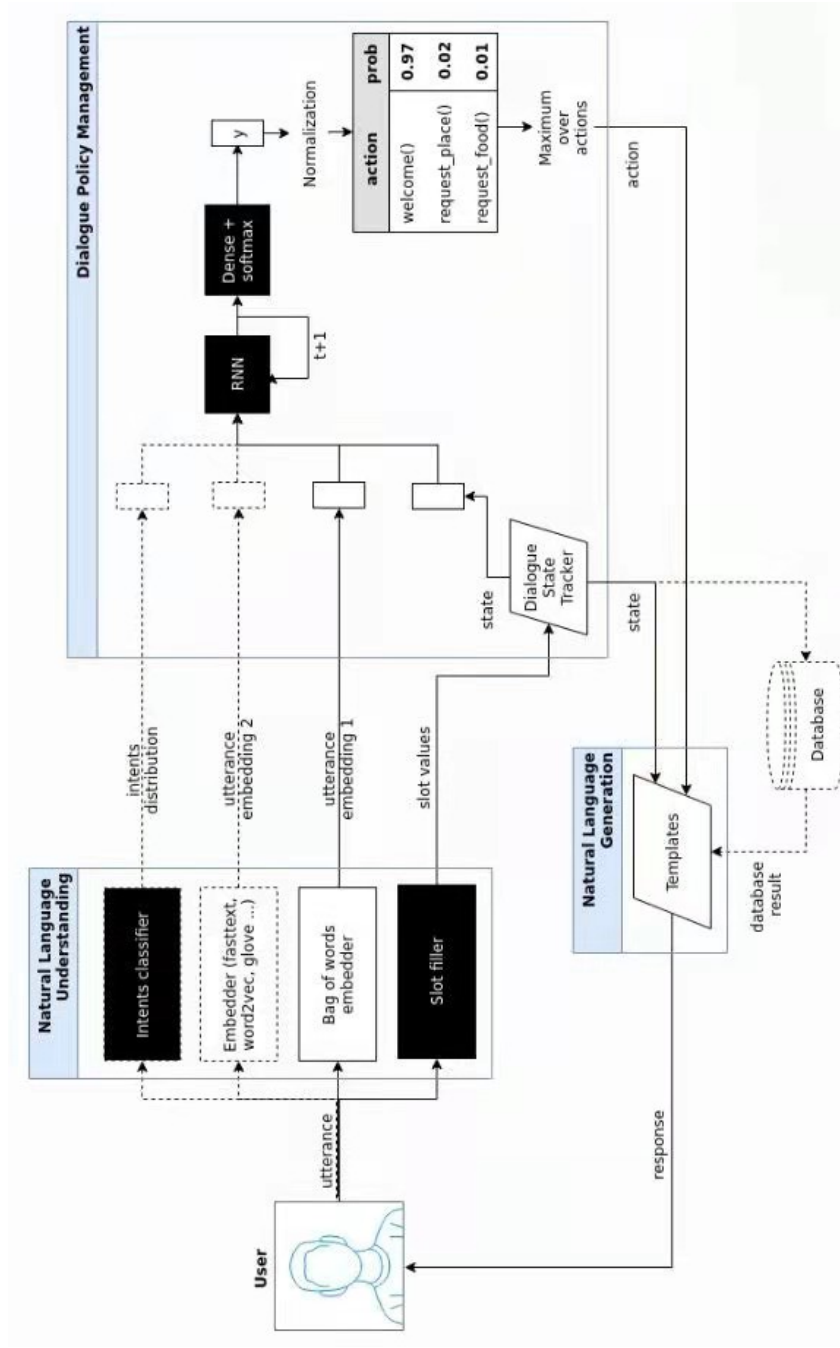 User
utterance
Natural Language
Understanding
Intents classifier
Embedder (fasttext,
word2vec, glove ...)
Bag of words
embedder
Slot filler
intents
distribution
utterance
embedding 2
utterance
embedding 1
slot values
Dialogue Policy Management
Dialogue
State
Tracker
state
state
RNN
t+1
Dense +
softmax
y
Normalization
action prob
welcome() 0.97
request_place() 0.02
request_food() 0.01
Maximum
over
actions
action
Natural Language
Generation
Templates
Database
database
result
response